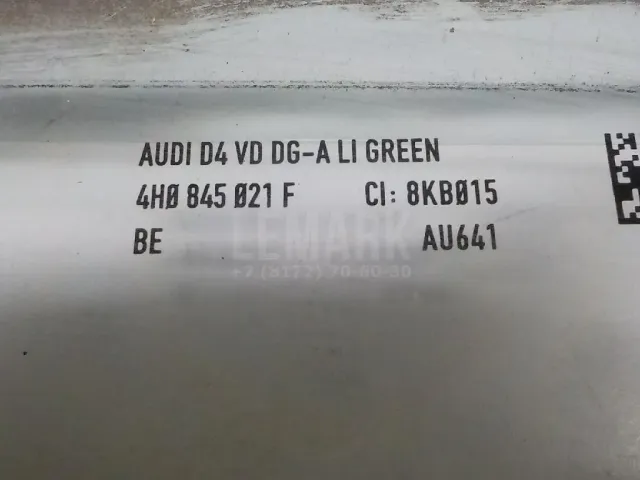 AUDI D4 VD DG-A LI GREEN
4H0 845 021 F CI: 8KB015
BE AU641
LEMARK